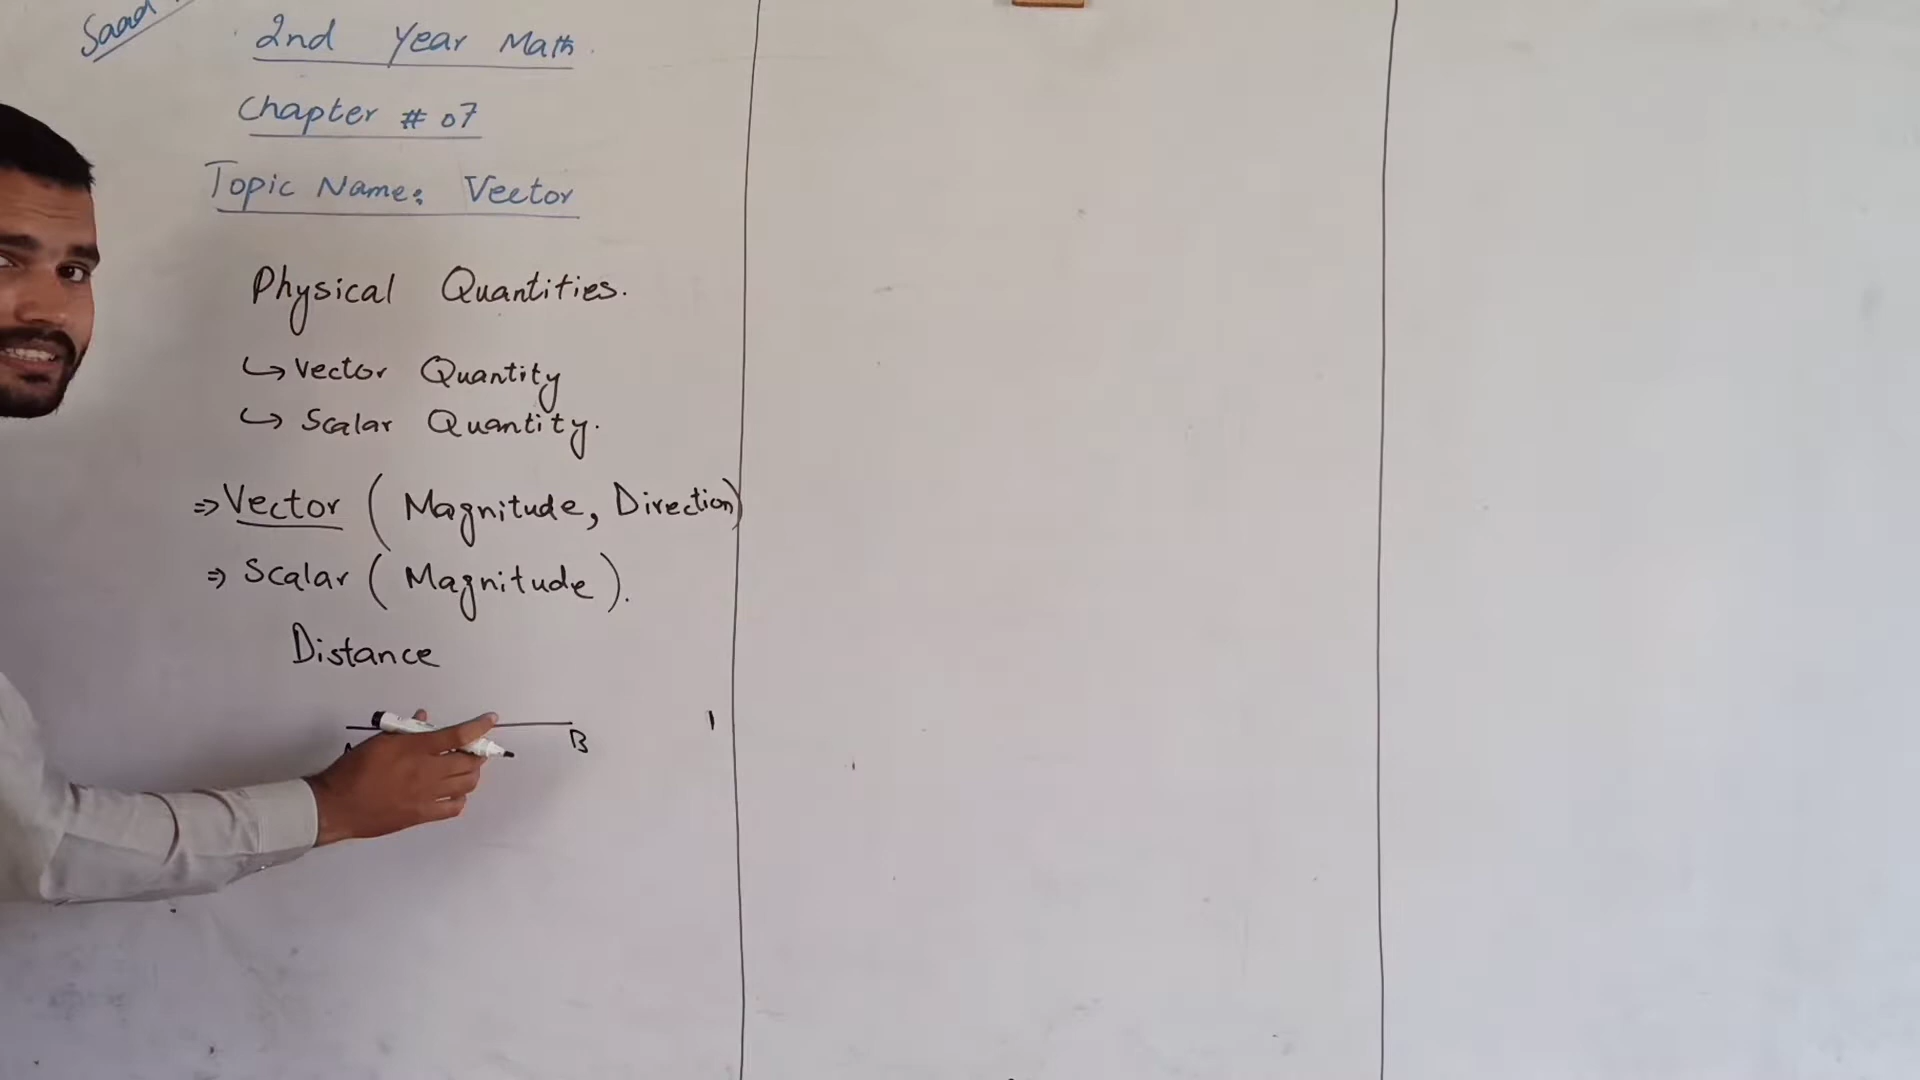 Saad
2nd Year Math.
Chapter # 07
Topic Name: Vector
Physical Quantities.
↳ Vector Quantity
↳ Scalar Quantity.
⇒ Vector ( Magnitude, Direction)
⇒ Scalar ( Magnitude ).
Distance
B